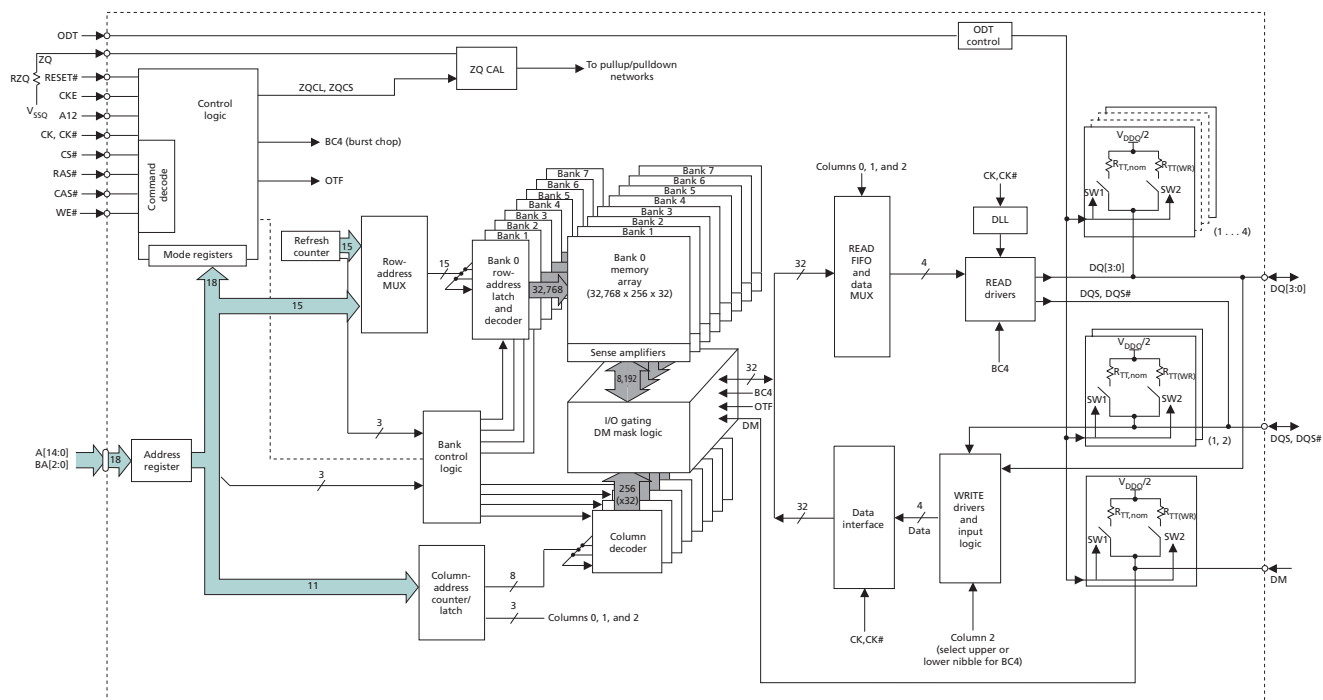 ODT
ODT
control
ZQ
RZQ
VSSQ
RESET#
CKE
A12
CK, CK#
CS#
RAS#
CAS#
WE#
Control
logic
Command
decode
Mode registers
ZQCL, ZQCS
ZQ CAL
To pullup/pulldown
networks
BC4 (burst chop)
OTF
Refresh
counter
15
Row-
address
MUX
15
18
15
Bank 7
Bank 6
Bank 5
Bank 4
Bank 3
Bank 2
Bank 1
Bank 0
row-
address
latch
and
decoder
32,768
Bank 7
Bank 6
Bank 5
Bank 4
Bank 3
Bank 2
Bank 1
Bank 0
memory
array
(32,768 x 256 x 32)
Sense amplifiers
8,192
I/O gating
DM mask logic
32
BC4
OTF
DM
256
(x32)
Column
decoder
3
Bank
control
logic
3
A[14:0]
BA[2:0]
18
Address
register
11
Column-
address
counter/
latch
8
3
Columns 0, 1, and 2
Columns 0, 1, and 2
32
READ
FIFO
and
data
MUX
4
CK,CK#
DLL
READ
drivers
BC4
DQ[3:0]
DQS, DQS#
32
Data
interface
CK,CK#
4
Data
WRITE
drivers
and
input
logic
Column 2
(select upper or
lower nibble for BC4)
VDDQ/2
RTT,nom
RTT(WR)
SW1
SW2
(1 . . . 4)
DQ[3:0]
VDDQ/2
RTT,nom
RTT(WR)
SW1
SW2
(1, 2)
DQS, DQS#
VDDQ/2
RTT,nom
RTT(WR)
SW1
SW2
DM